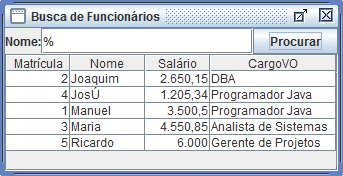 Busca de Funcionários
Nome: % Procurar
Matrícula Nome Salário CargoVO
2 Joaquim 2.650,15 DBA
4 JosÚ 1.205,34 Programador Java
1 Manuel 3.500,5 Programador Java
3 Maria 4.550,85 Analista de Sistemas
5 Ricardo 6.000 Gerente de Projetos